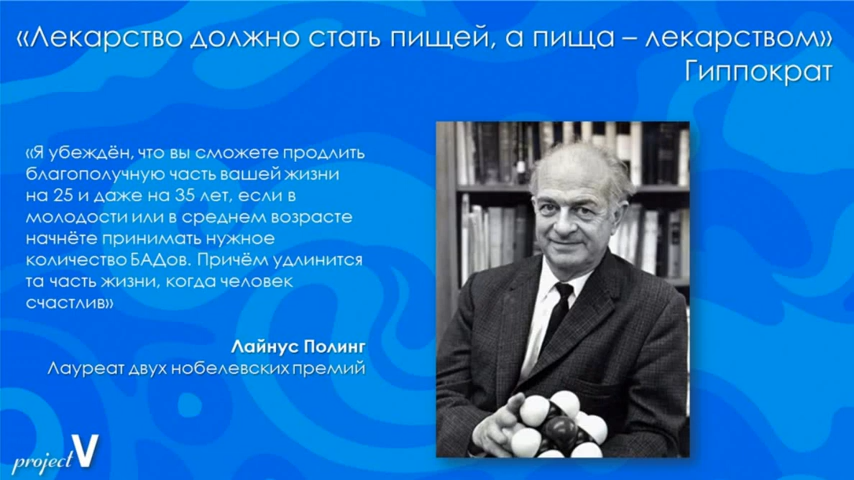 «Лекарство должно стать пищей, а пища – лекарством»
Гиппократ
«Я убеждён, что вы сможете продлить
благополучную часть вашей жизни
на 25 и даже на 35 лет, если в
молодости или в среднем возрасте
начнёте принимать нужное
количество БАДов. Причём удлинится
та часть жизни, когда человек
счастлив»
Лайнус Полинг
Лауреат двух нобелевских премий
project V